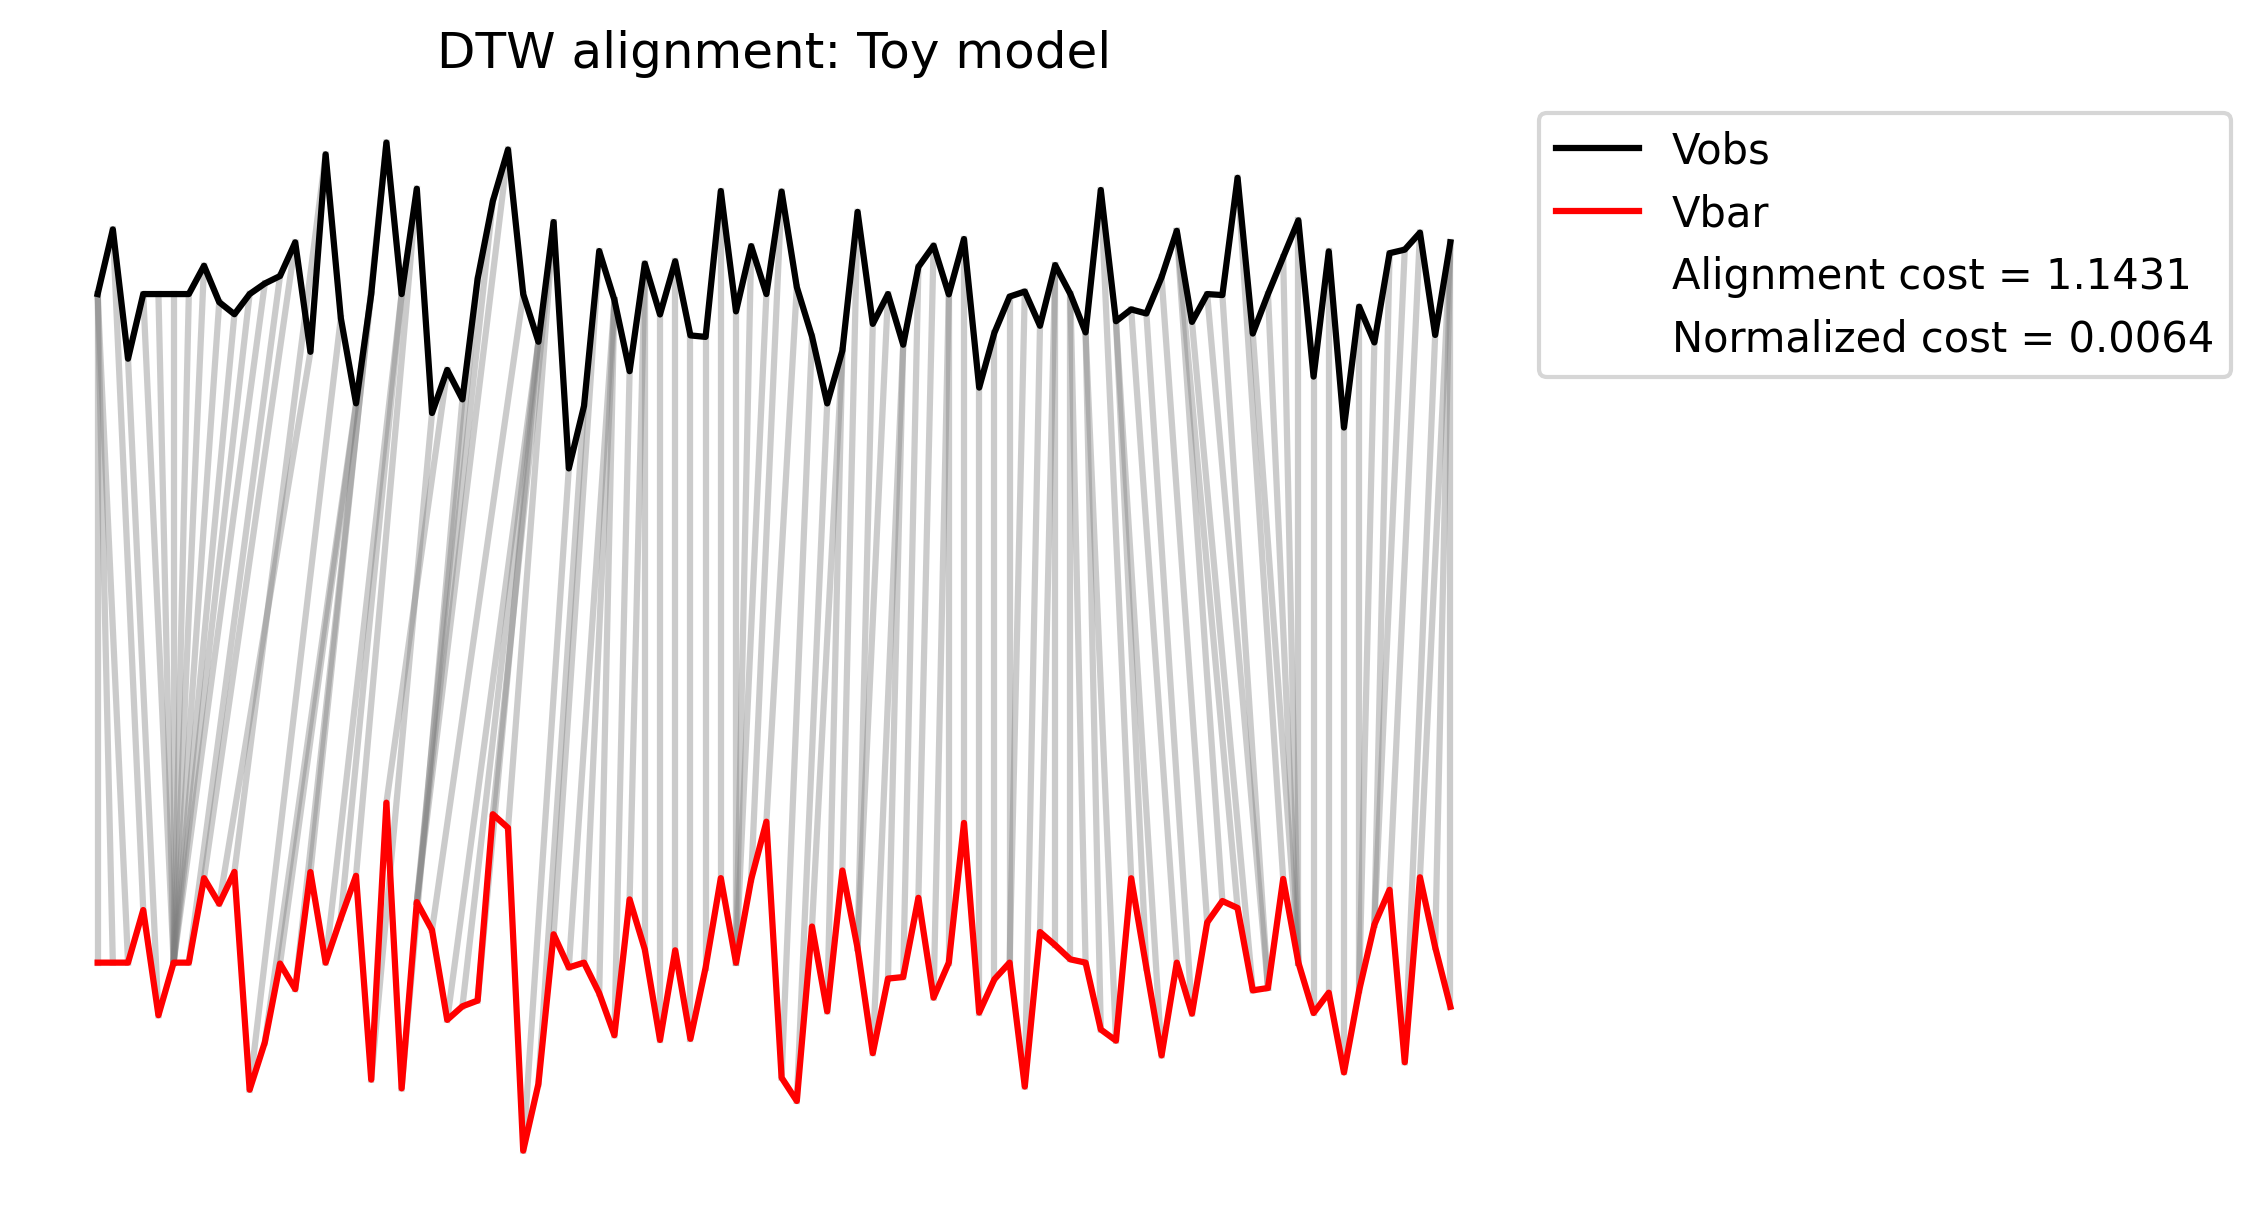 DTW alignment: Toy model
Vobs
Vbar
Alignment cost = 1.1431
Normalized cost = 0.0064